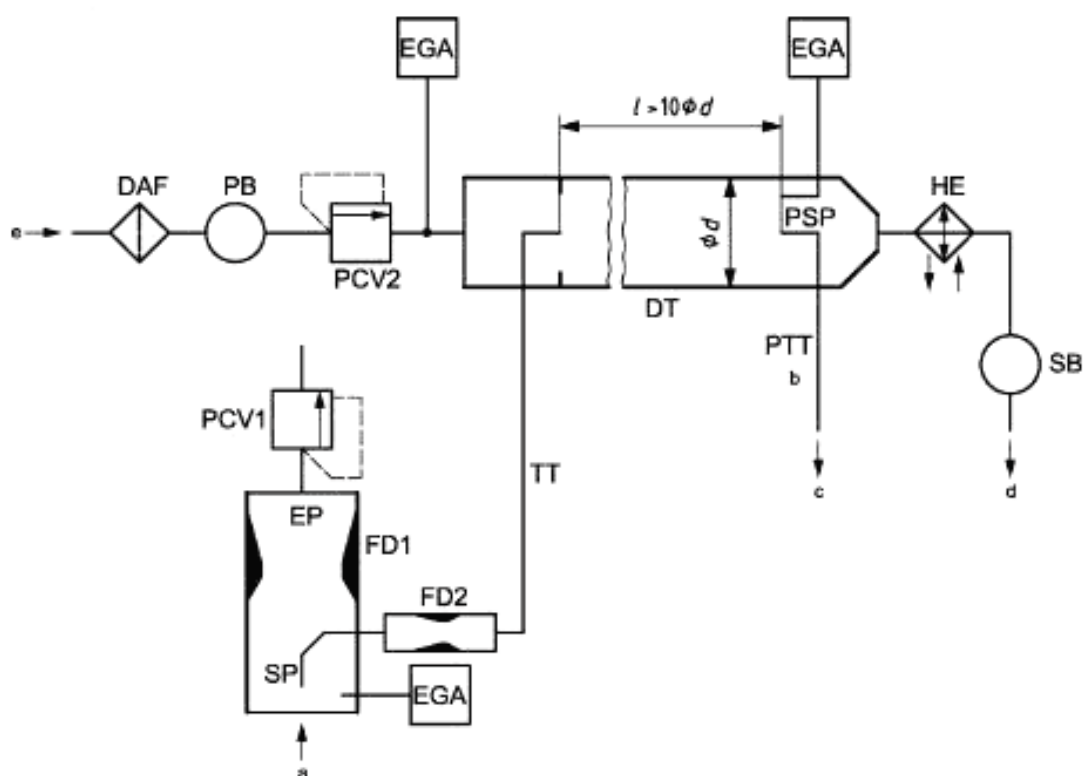 EGA
EGA
l > 10 ϕ d
DAF
PB
HE
PSP
ϕ d
e
PCV2
DT
PTT
b
SB
PCV1
TT
c
d
EP
FD1
FD2
SP
EGA
a